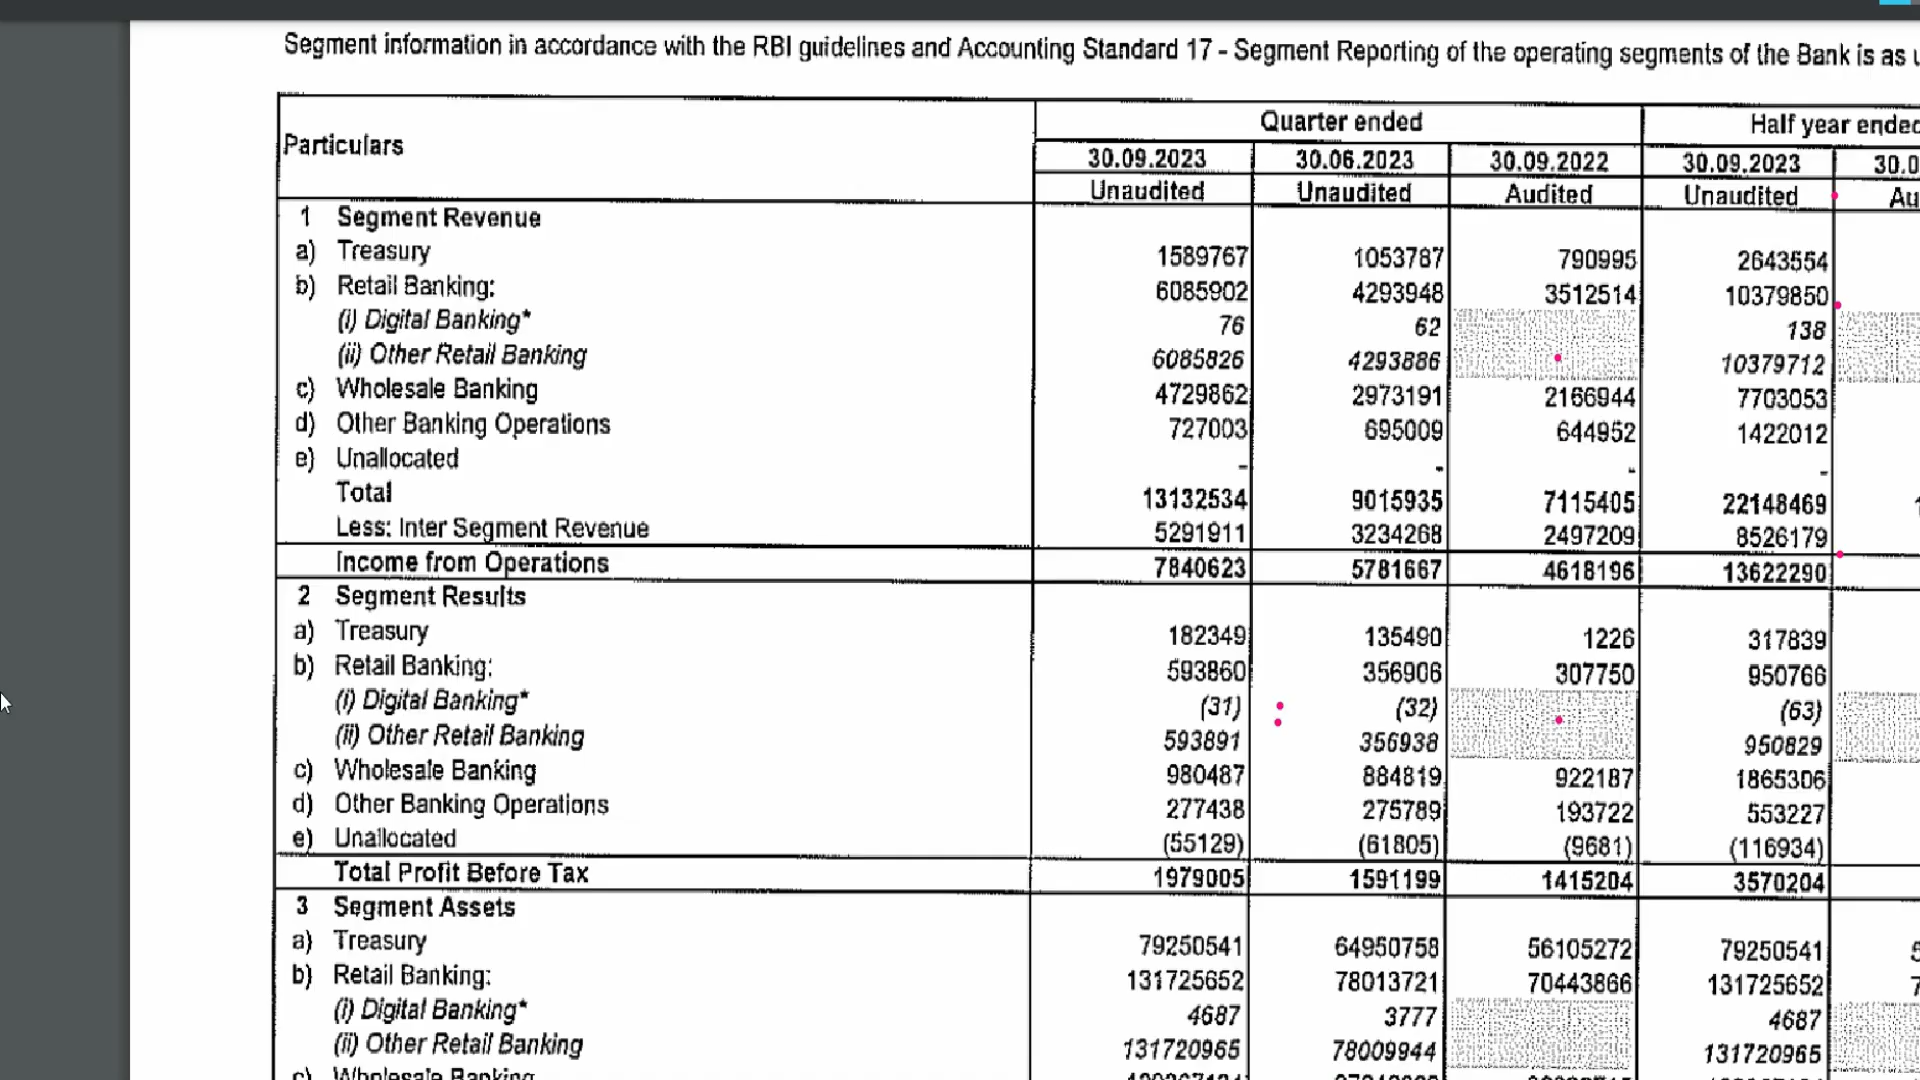 Segment information in accordance with the RBI guidelines and Accounting Standard 17 - Segment Reporting of the operating segments of the Bank is as
Particulars Quarter ended Half year ended
30.09.2023 30.06.2023 30.09.2022 30.09.2023 30.0
Unaudited Unaudited Audited Unaudited Au
1 Segment Revenue
a) Treasury 1589767 1053787 790995 2643554
b) Retail Banking: 6085902 4293948 3512514 10379850
(i) Digital Banking* 76 62 138
(ii) Other Retail Banking 6085826 4293886 10379712
c) Wholesale Banking 4729862 2973191 2166944 7703053
d) Other Banking Operations 727003 695009 644952 1422012
e) Unallocated - - - -
Total 13132534 9015935 7115405 22148469
Less: Inter Segment Revenue 5291911 3234268 2497209 8526179
Income from Operations 7840623 5781667 4618196 13622290
2 Segment Results
a) Treasury 182349 135490 1226 317839
b) Retail Banking: 593860 356906 307750 950766
(i) Digital Banking* (31) (32) (63)
(ii) Other Retail Banking 593891 356938 950829
c) Wholesale Banking 980487 884819 922187 1865306
d) Other Banking Operations 277438 275789 193722 553227
e) Unallocated (55129) (61805) (9681) (116934)
Total Profit Before Tax 1979005 1591199 1415204 3570204
3 Segment Assets
a) Treasury 79250541 64950758 56105272 79250541
b) Retail Banking: 131725652 78013721 70443866 131725652
(i) Digital Banking* 4687 3777 4687
(ii) Other Retail Banking 131720965 78009944 131720965
c) Wholesale Banking